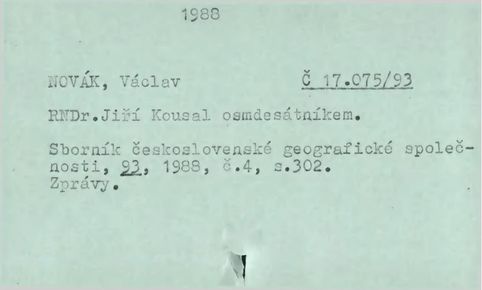 1988
NOVÁK, Václav Č 17.075/93
RNDr.Jiří Kousal osmdesátníkem.
Sborník československé geografické společ-
nosti, 93, 1988, č.4, s.302.
Zprávy.